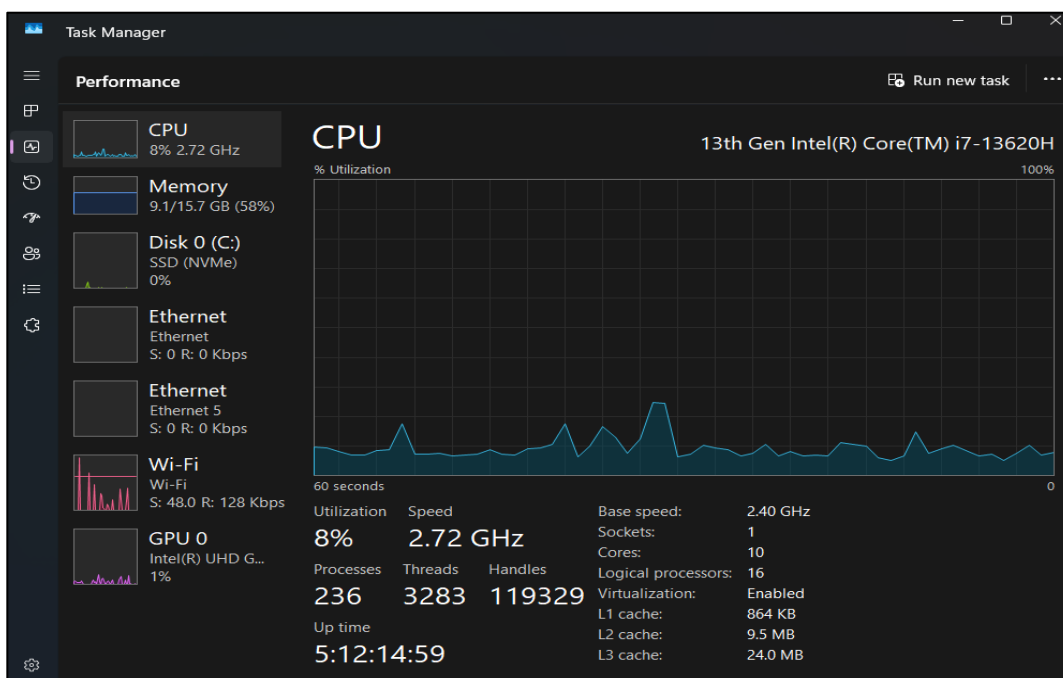 Task Manager
Performance
Run new task
CPU
8% 2.72 GHz
Memory
9.1/15.7 GB (58%)
Disk 0 (C:)
SSD (NVMe)
0%
Ethernet
Ethernet
S: 0 R: 0 Kbps
Ethernet
Ethernet 5
S: 0 R: 0 Kbps
Wi-Fi
Wi-Fi
S: 48.0 R: 128 Kbps
GPU 0
Intel(R) UHD G...
1%
CPU 13th Gen Intel(R) Core(TM) i7-13620H
% Utilization 100%
60 seconds 0
Utilization Speed
8% 2.72 GHz
Processes Threads Handles
236 3283 119329
Up time
5:12:14:59
Base speed: 2.40 GHz
Sockets: 1
Cores: 10
Logical processors: 16
Virtualization: Enabled
L1 cache: 864 KB
L2 cache: 9.5 MB
L3 cache: 24.0 MB